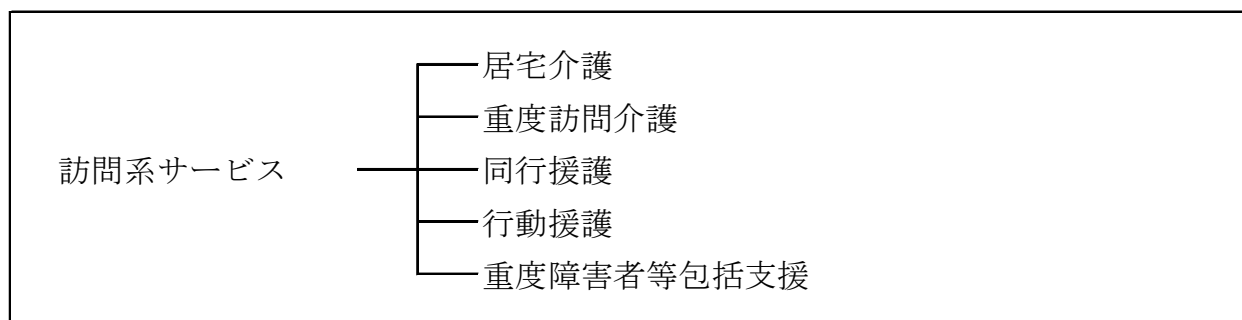 居宅介護
重度訪問介護
訪問系サービス
同行援護
行動援護
重度障害者等包括支援